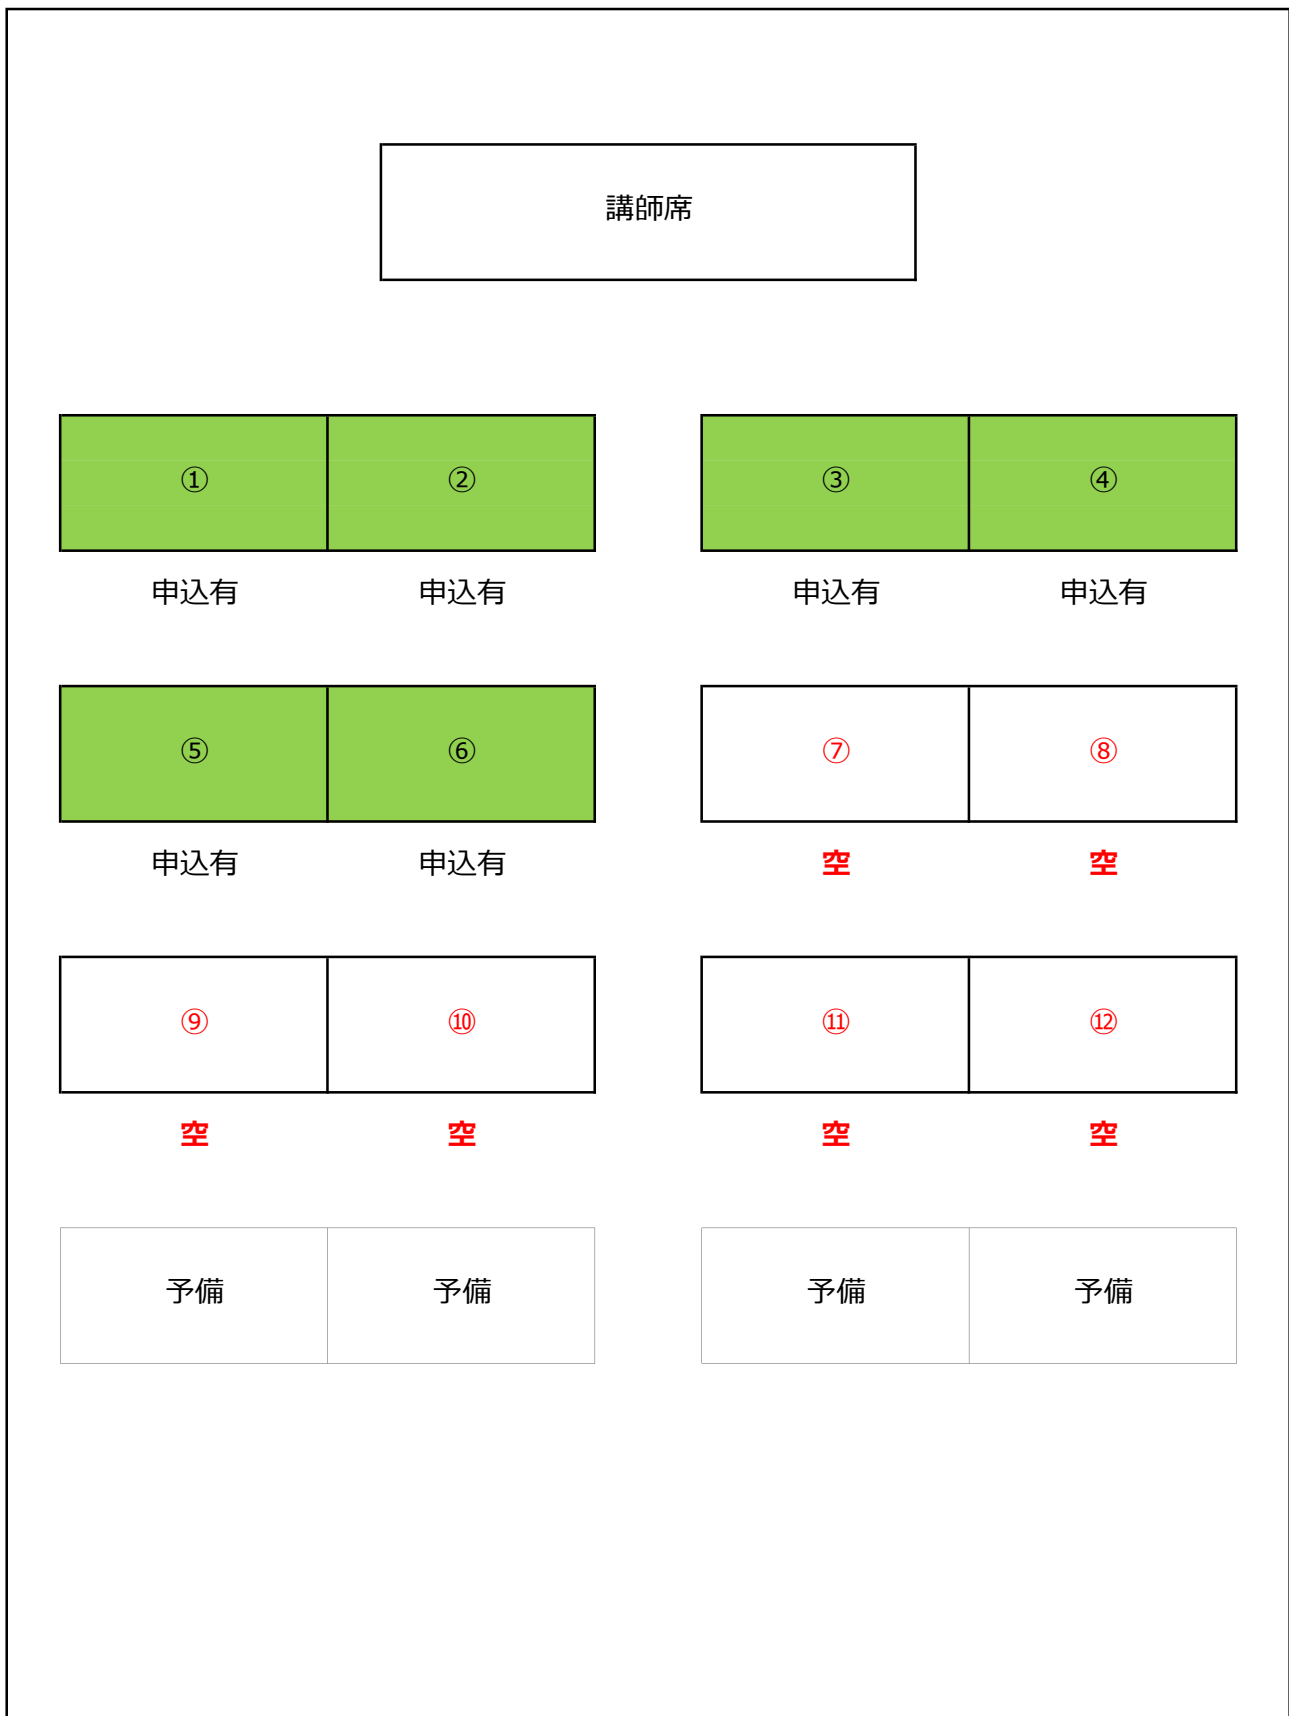 講師席
① ② ③ ④
申込有 申込有 申込有 申込有
⑤ ⑥ ⑦ ⑧
申込有 申込有 空 空
⑨ ⑩ ⑪ ⑫
空 空 空 空
予備 予備 予備 予備